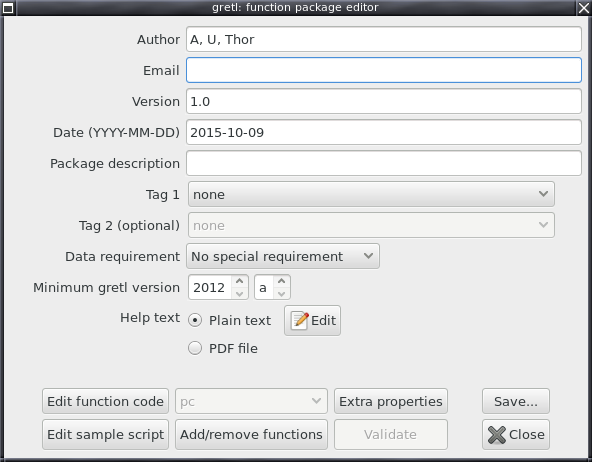 gretl: function package editor
Author A, U, Thor
Email
Version 1.0
Date (YYYY-MM-DD) 2015-10-09
Package description
Tag 1 none
Tag 2 (optional) none
Data requirement No special requirement
Minimum gretl version 2012 a
Help text Plain text Edit
PDF file
Edit function code pc Extra properties Save...
Edit sample script Add/remove functions Validate Close